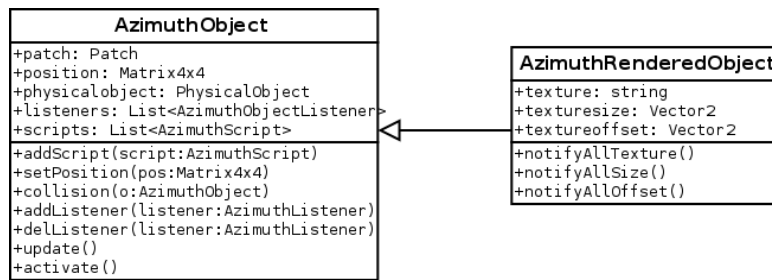 AzimuthObject
+patch: Patch
+position: Matrix4x4
+physicalobject: PhysicalObject
+listeners: List<AzimuthObjectListener>
+scripts: List<AzimuthScript>
+addScript(script:AzimuthScript)
+setPosition(pos:Matrix4x4)
+collision(o:AzimuthObject)
+addListener(listener:AzimuthListener)
+delListener(listener:AzimuthListener)
+update()
+activate()
AzimuthRenderedObject
+texture: string
+texturesize: Vector2
+textureoffset: Vector2
+notifyAllTexture()
+notifyAllSize()
+notifyAllOffset()